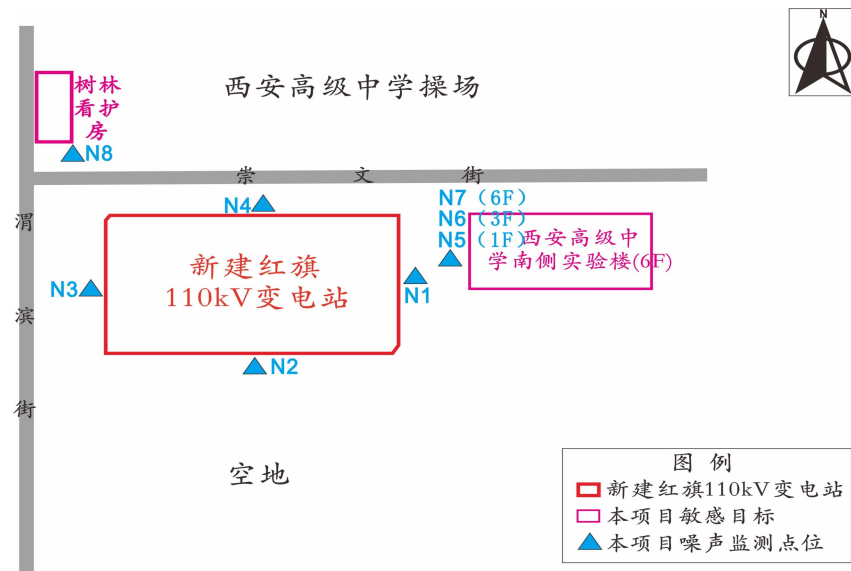 N
树林
看护
房
西安高级中学操场
N8
崇文街
N4
N7（6F）
N6（3F）
N5（1F）
西安高级中
学南侧实验楼(6F)
渭滨街
新建红旗
110kV变电站
N3
N1
N2
空地
图例
新建红旗110kV变电站
本项目敏感目标
本项目噪声监测点位